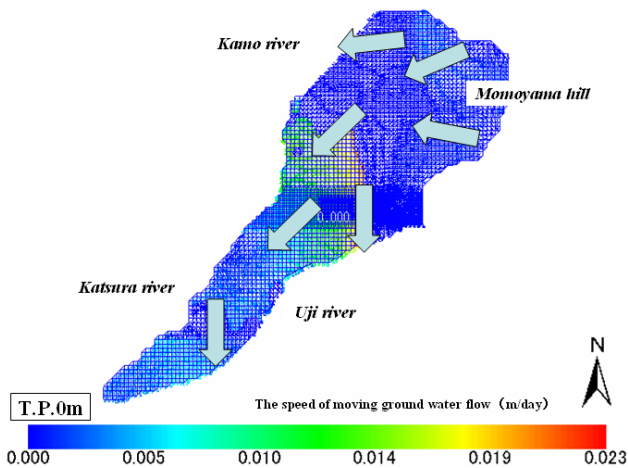 Kamo river
Momoyama hill
0.000
Katsura river
Uji river
N
T.P.0m
The speed of moving ground water flow (m/day)
0.000 0.005 0.010 0.014 0.019 0.023